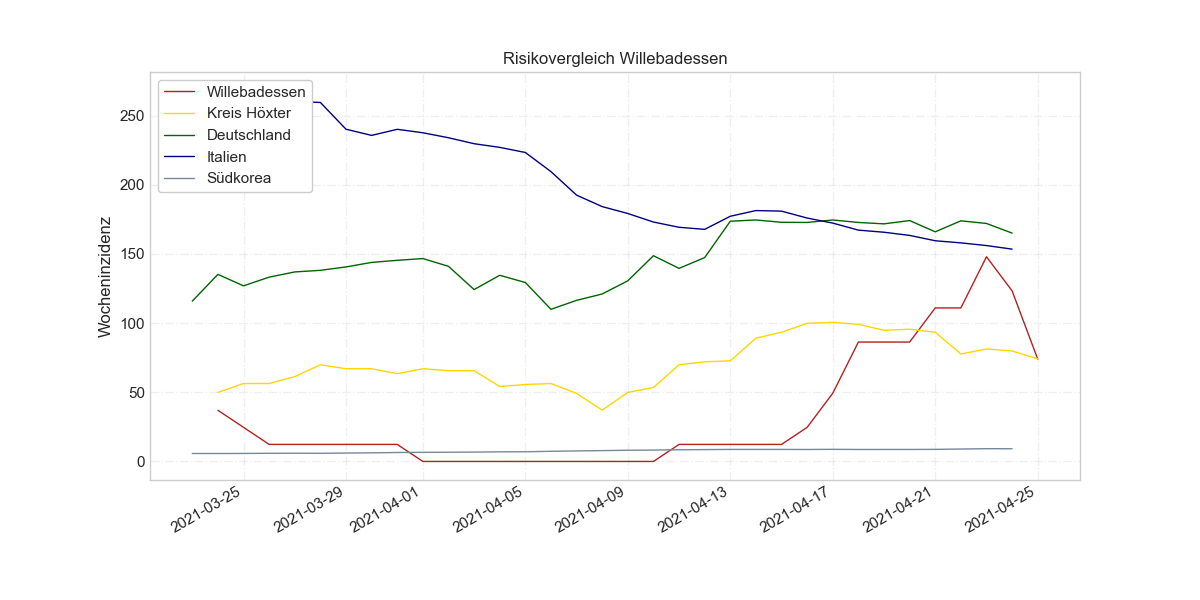 Risikovergleich Willebadessen
Willebadessen
Kreis Höxter
Deutschland
Italien
Südkorea
Wocheninzidenz
250
200
150
100
50
0
2021-03-25
2021-03-29
2021-04-01
2021-04-05
2021-04-09
2021-04-13
2021-04-17
2021-04-21
2021-04-25